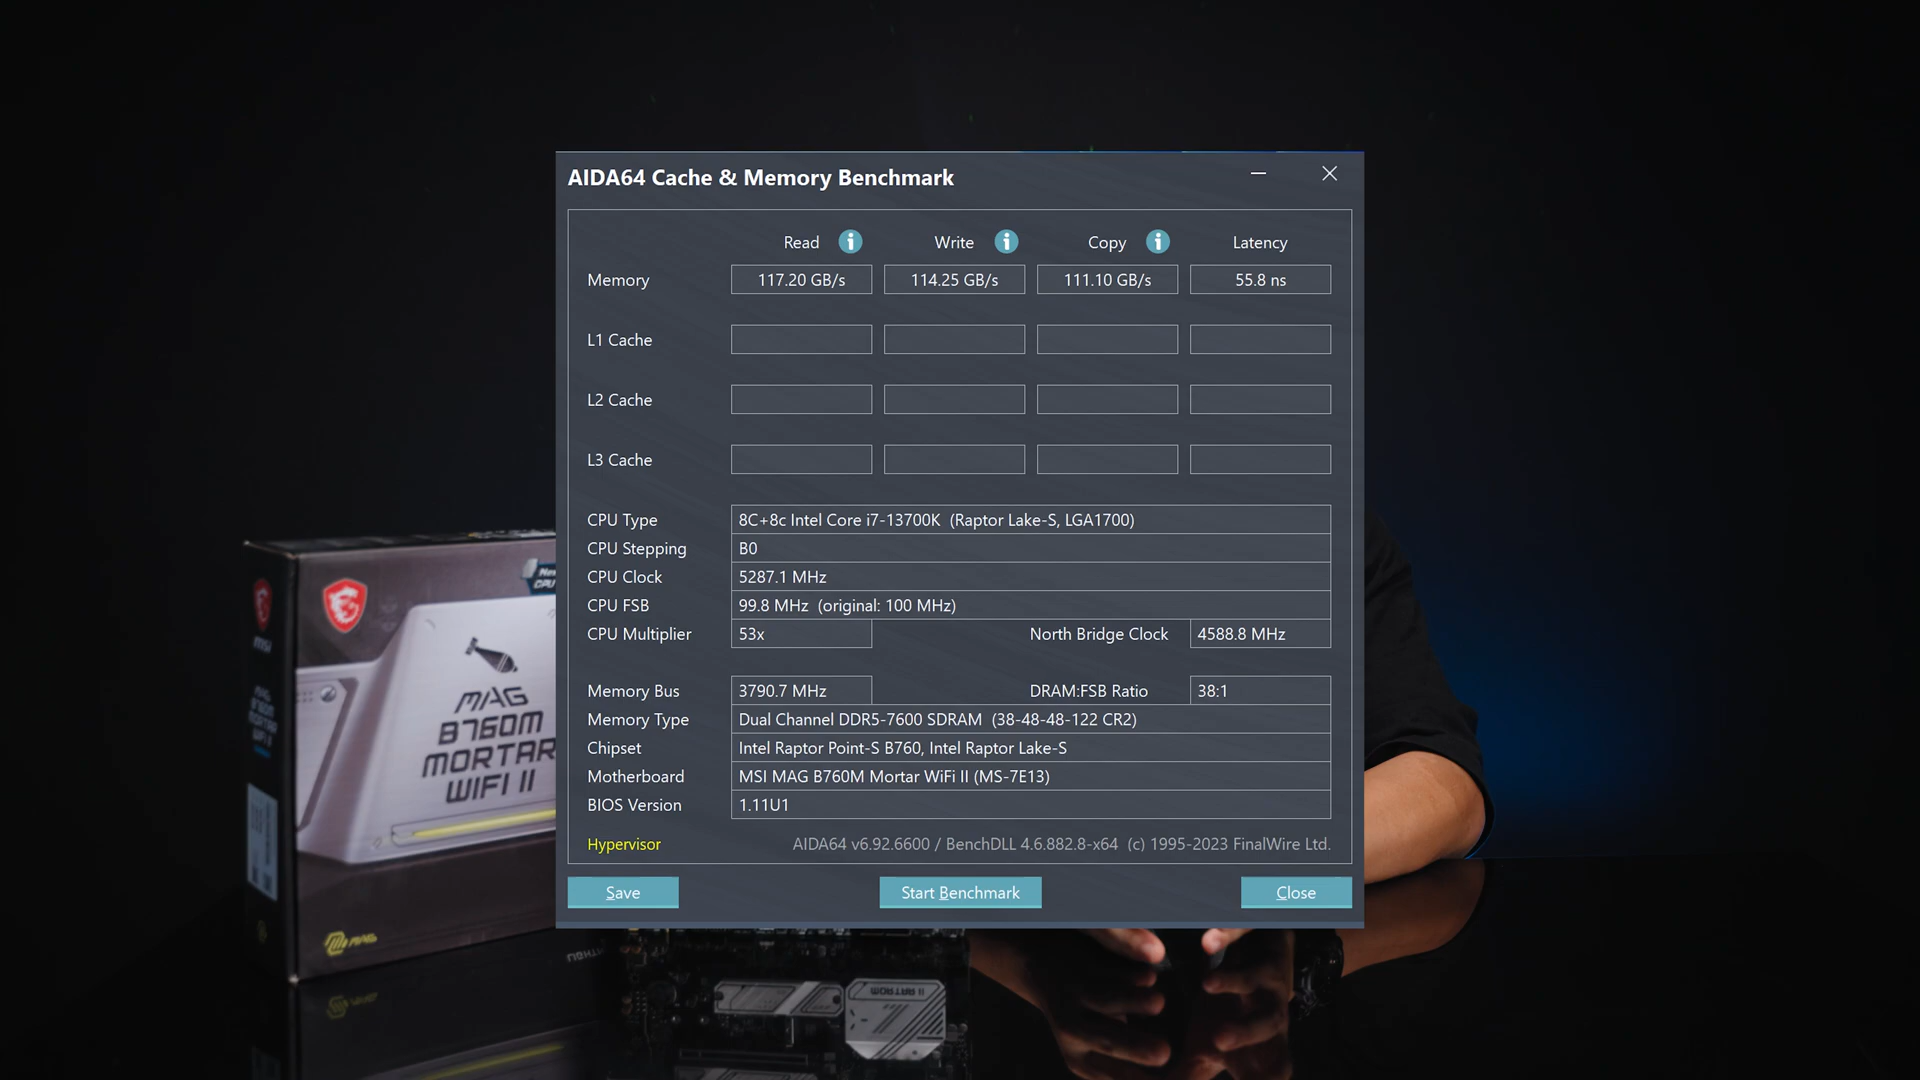 AIDA64 Cache & Memory Benchmark
Read Write Copy Latency
Memory 117.20 GB/s 114.25 GB/s 111.10 GB/s 55.8 ns
L1 Cache
L2 Cache
L3 Cache
CPU Type 8C+8c Intel Core i7-13700K (Raptor Lake-S, LGA1700)
CPU Stepping B0
CPU Clock 5287.1 MHz
CPU FSB 99.8 MHz (original: 100 MHz)
CPU Multiplier 53x North Bridge Clock 4588.8 MHz
Memory Bus 3790.7 MHz DRAM:FSB Ratio 38:1
Memory Type Dual Channel DDR5-7600 SDRAM (38-48-48-122 CR2)
Chipset Intel Raptor Point-S B760, Intel Raptor Lake-S
Motherboard MSI MAG B760M Mortar WiFi II (MS-7E13)
BIOS Version 1.11U1
Hypervisor AIDA64 v6.92.6600 / BenchDLL 4.6.882.8-x64 (c) 1995-2023 FinalWire Ltd.
Save Start Benchmark Close
MAG
B760M
MORTAR
WIFI II
msi
MAG